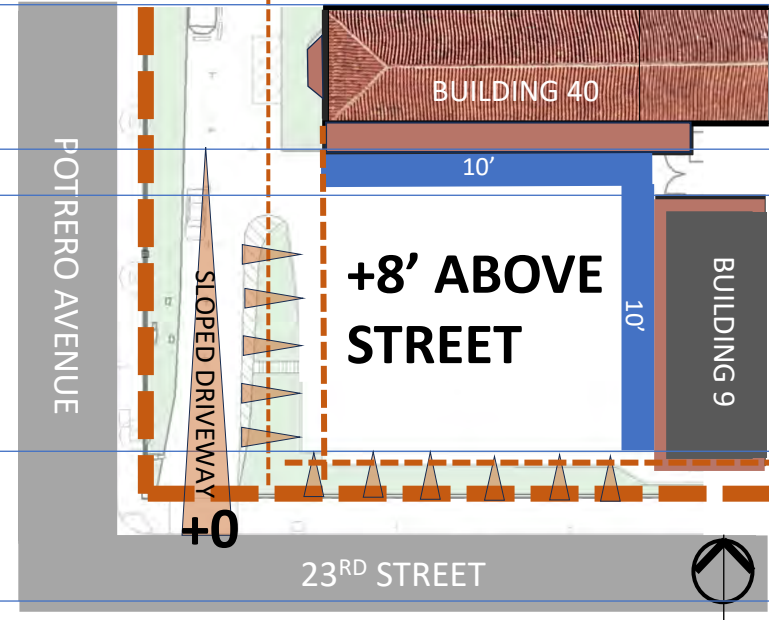 BUILDING 40
10’
POTRERO AVENUE
SLOPED DRIVEWAY
+8’ ABOVE
STREET
10’
BUILDING 9
+0
23RD STREET